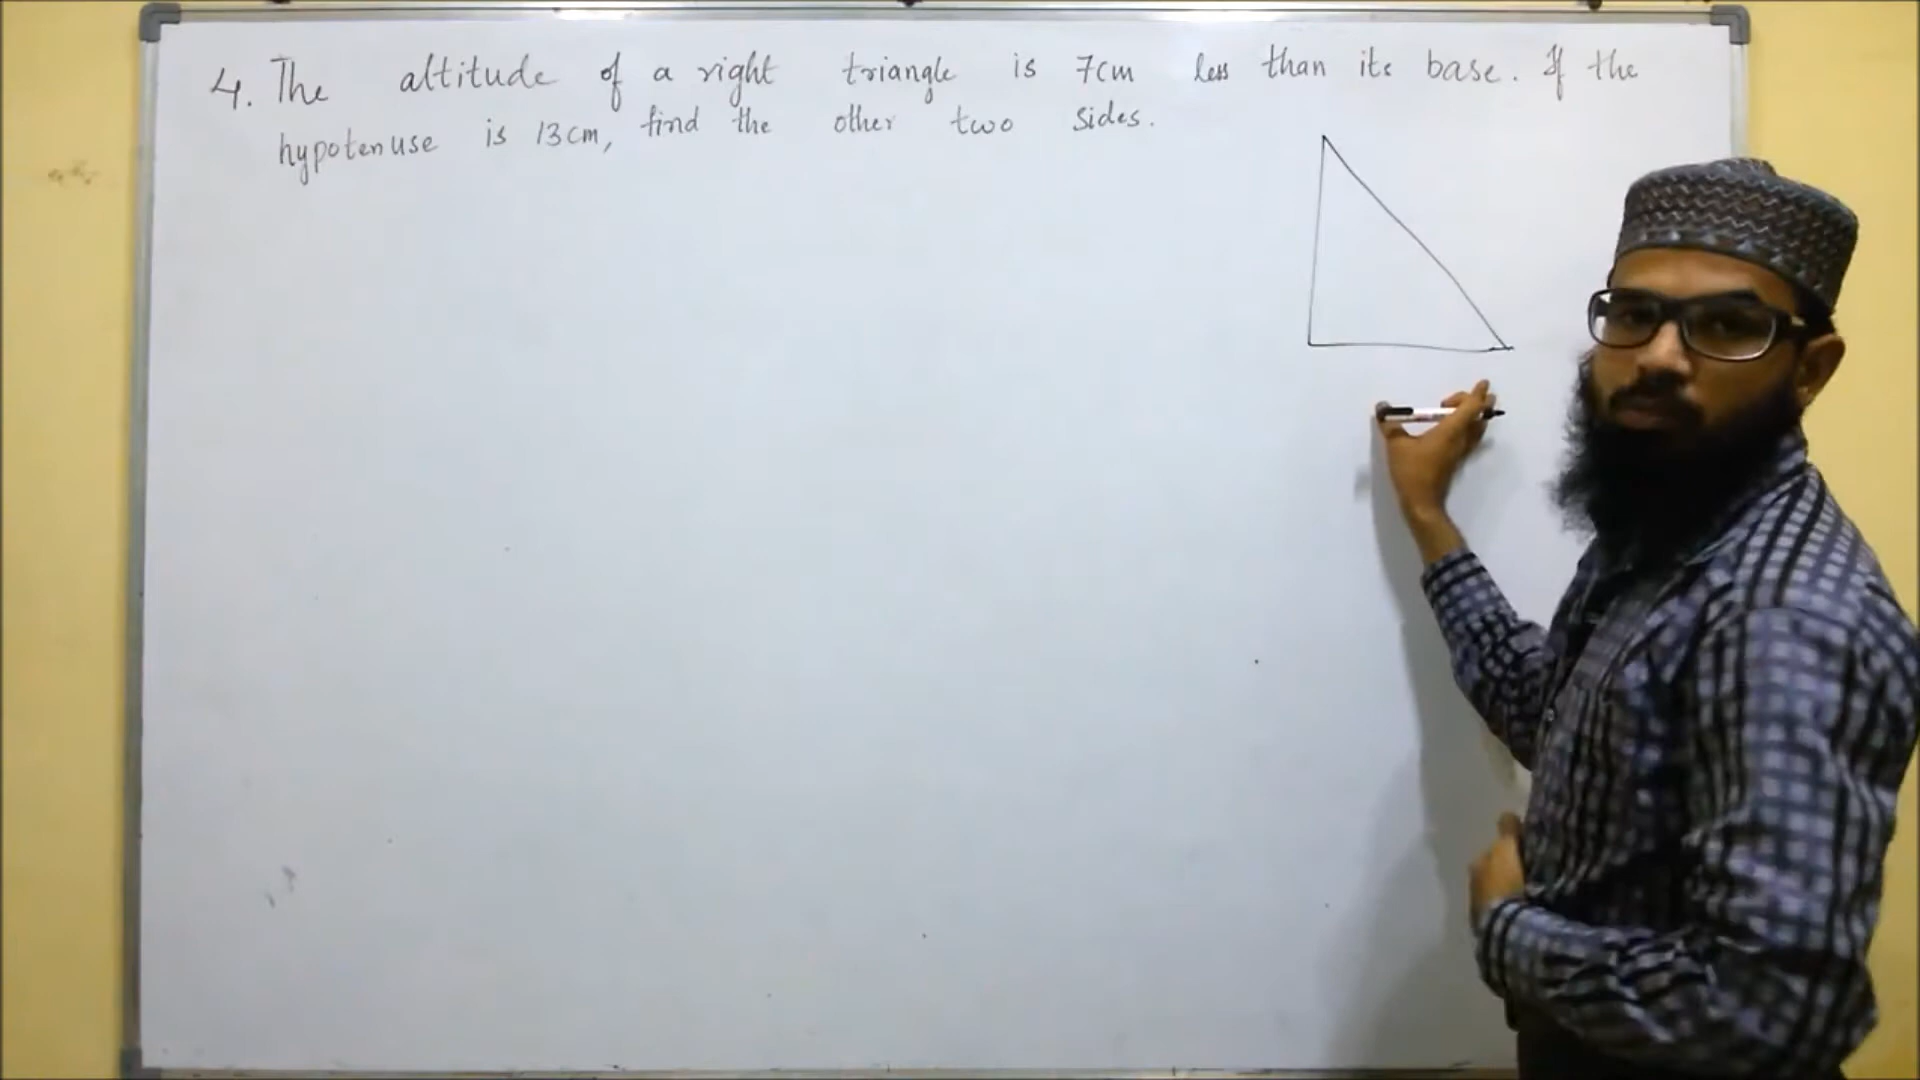 4. The altitude of a right triangle is 7cm less than its base. If the
hypotenuse is 13cm, find the other two sides.